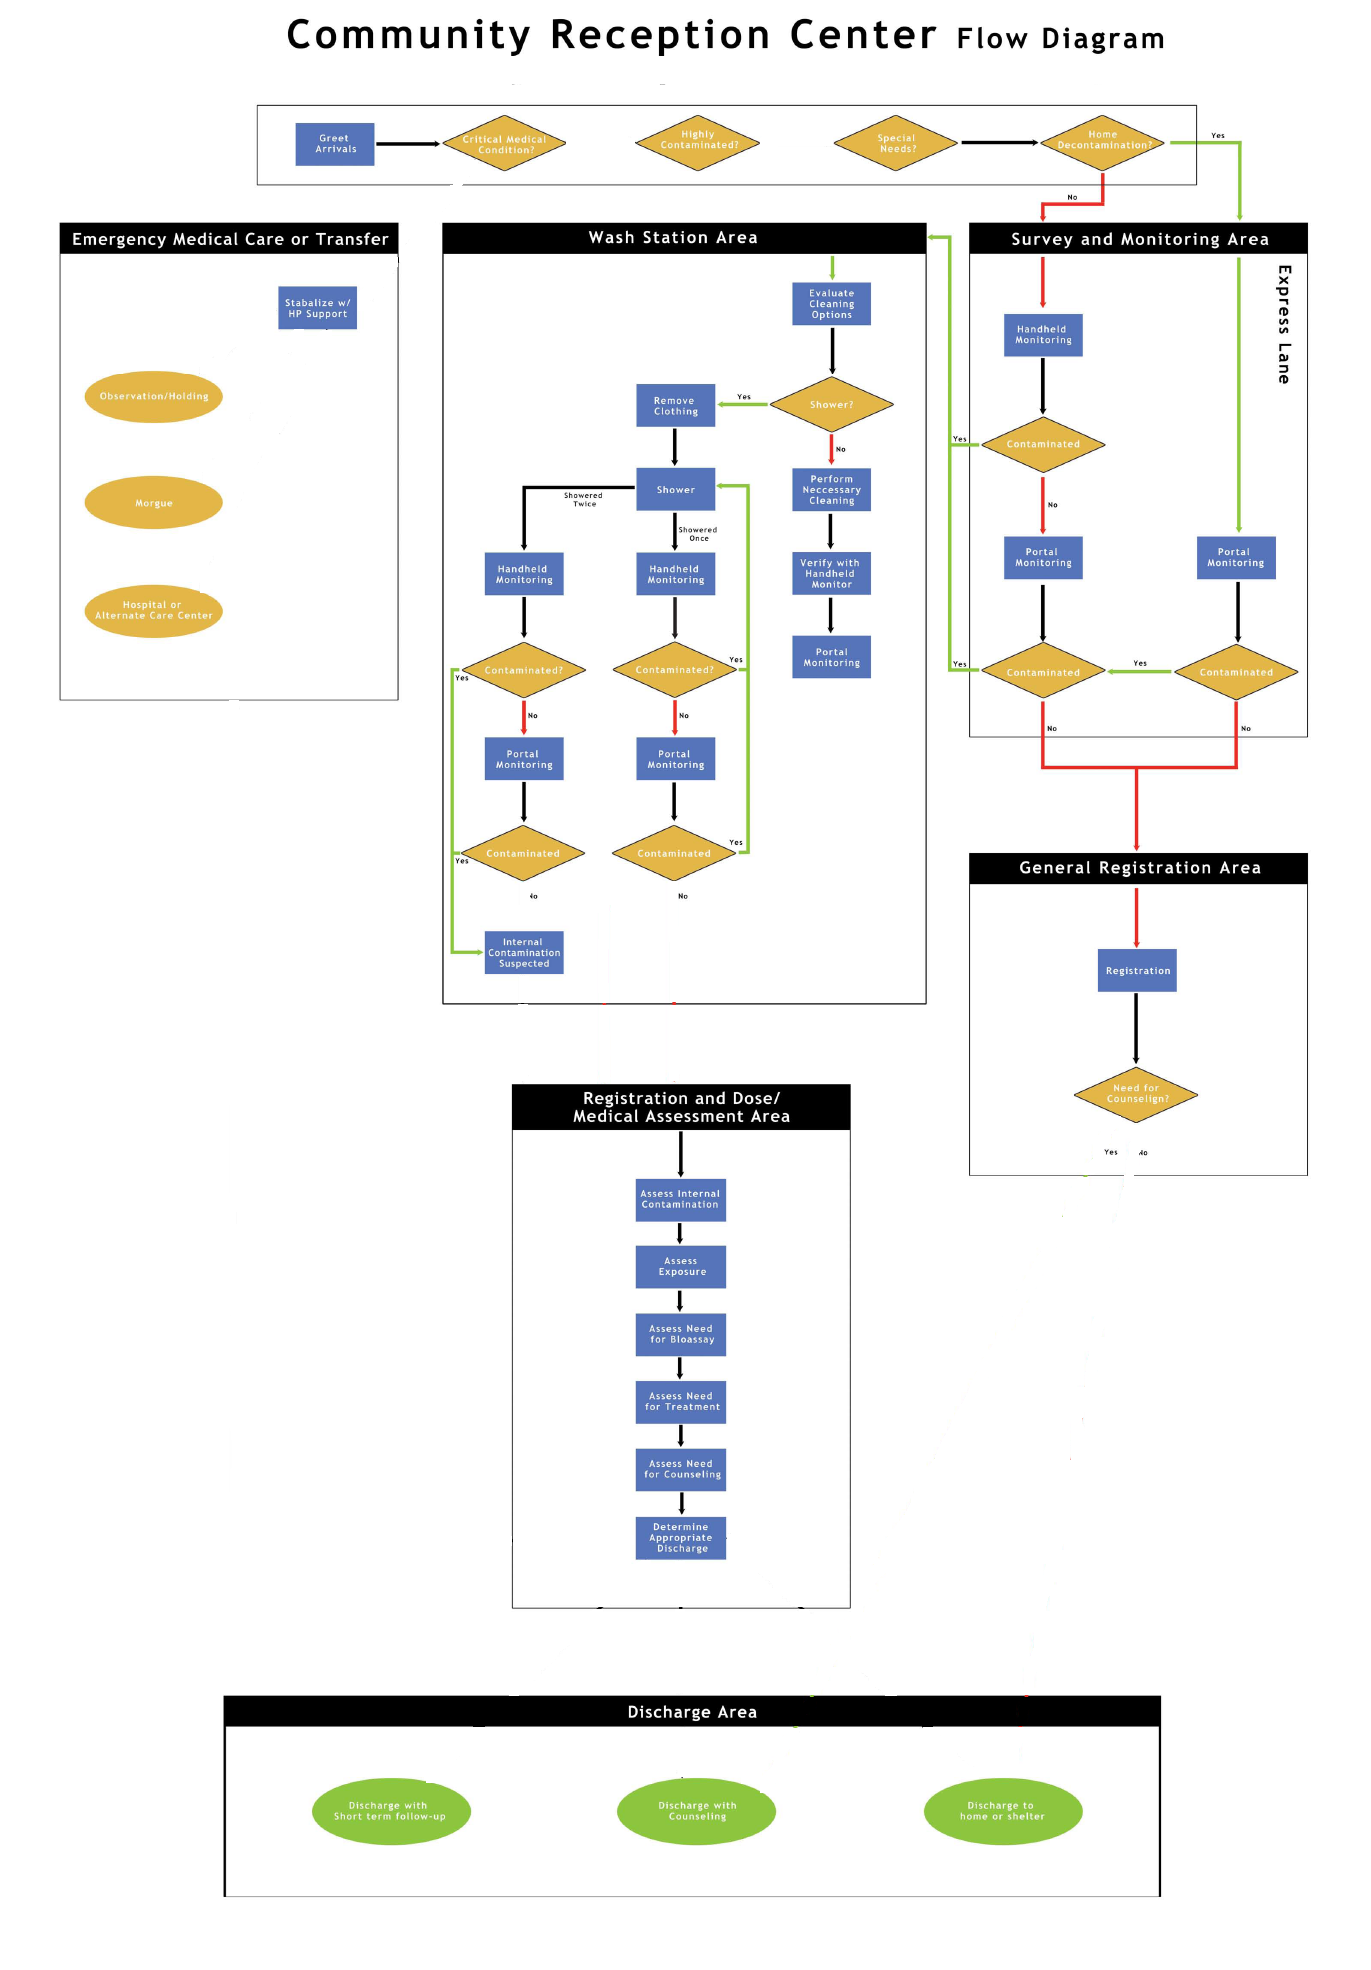 Community Reception Center Flow Diagram
Greet
Arrivals
Critical Medical
Condition?
Highly
Contaminated?
Special
Needs?
Home
Decontamination?
Yes
No
Emergency Medical Care or Transfer
Stabalize w/
HP Support
Observation/Holding
Morgue
Hospital or
Alternate Care Center
Wash Station Area
Evaluate
Cleaning
Options
Shower?
Yes
No
Remove
Clothing
Shower
Showered
Twice
Showered
Once
Perform
Neccessary
Cleaning
Verify with
Handheld
Monitor
Portal
Monitoring
Handheld
Monitoring
Handheld
Monitoring
Contaminated?
Yes
No
Contaminated?
Yes
No
Portal
Monitoring
Portal
Monitoring
Contaminated
Yes
No
Contaminated
Yes
No
Internal
Contamination
Suspected
Survey and Monitoring Area
Express Lane
Handheld
Monitoring
Contaminated
Yes
No
Portal
Monitoring
Portal
Monitoring
Contaminated
Yes
No
Contaminated
Yes
No
General Registration Area
Registration
Need for
Counselign?
Yes
No
Registration and Dose/
Medical Assessment Area
Assess Internal
Contamination
Assess
Exposure
Assess Need
for Bloassay
Assess Need
for Treatment
Assess Need
for Counseling
Determine
Appropriate
Discharge
Discharge Area
Discharge with
Short term follow-up
Discharge with
Counseling
Discharge to
home or shelter